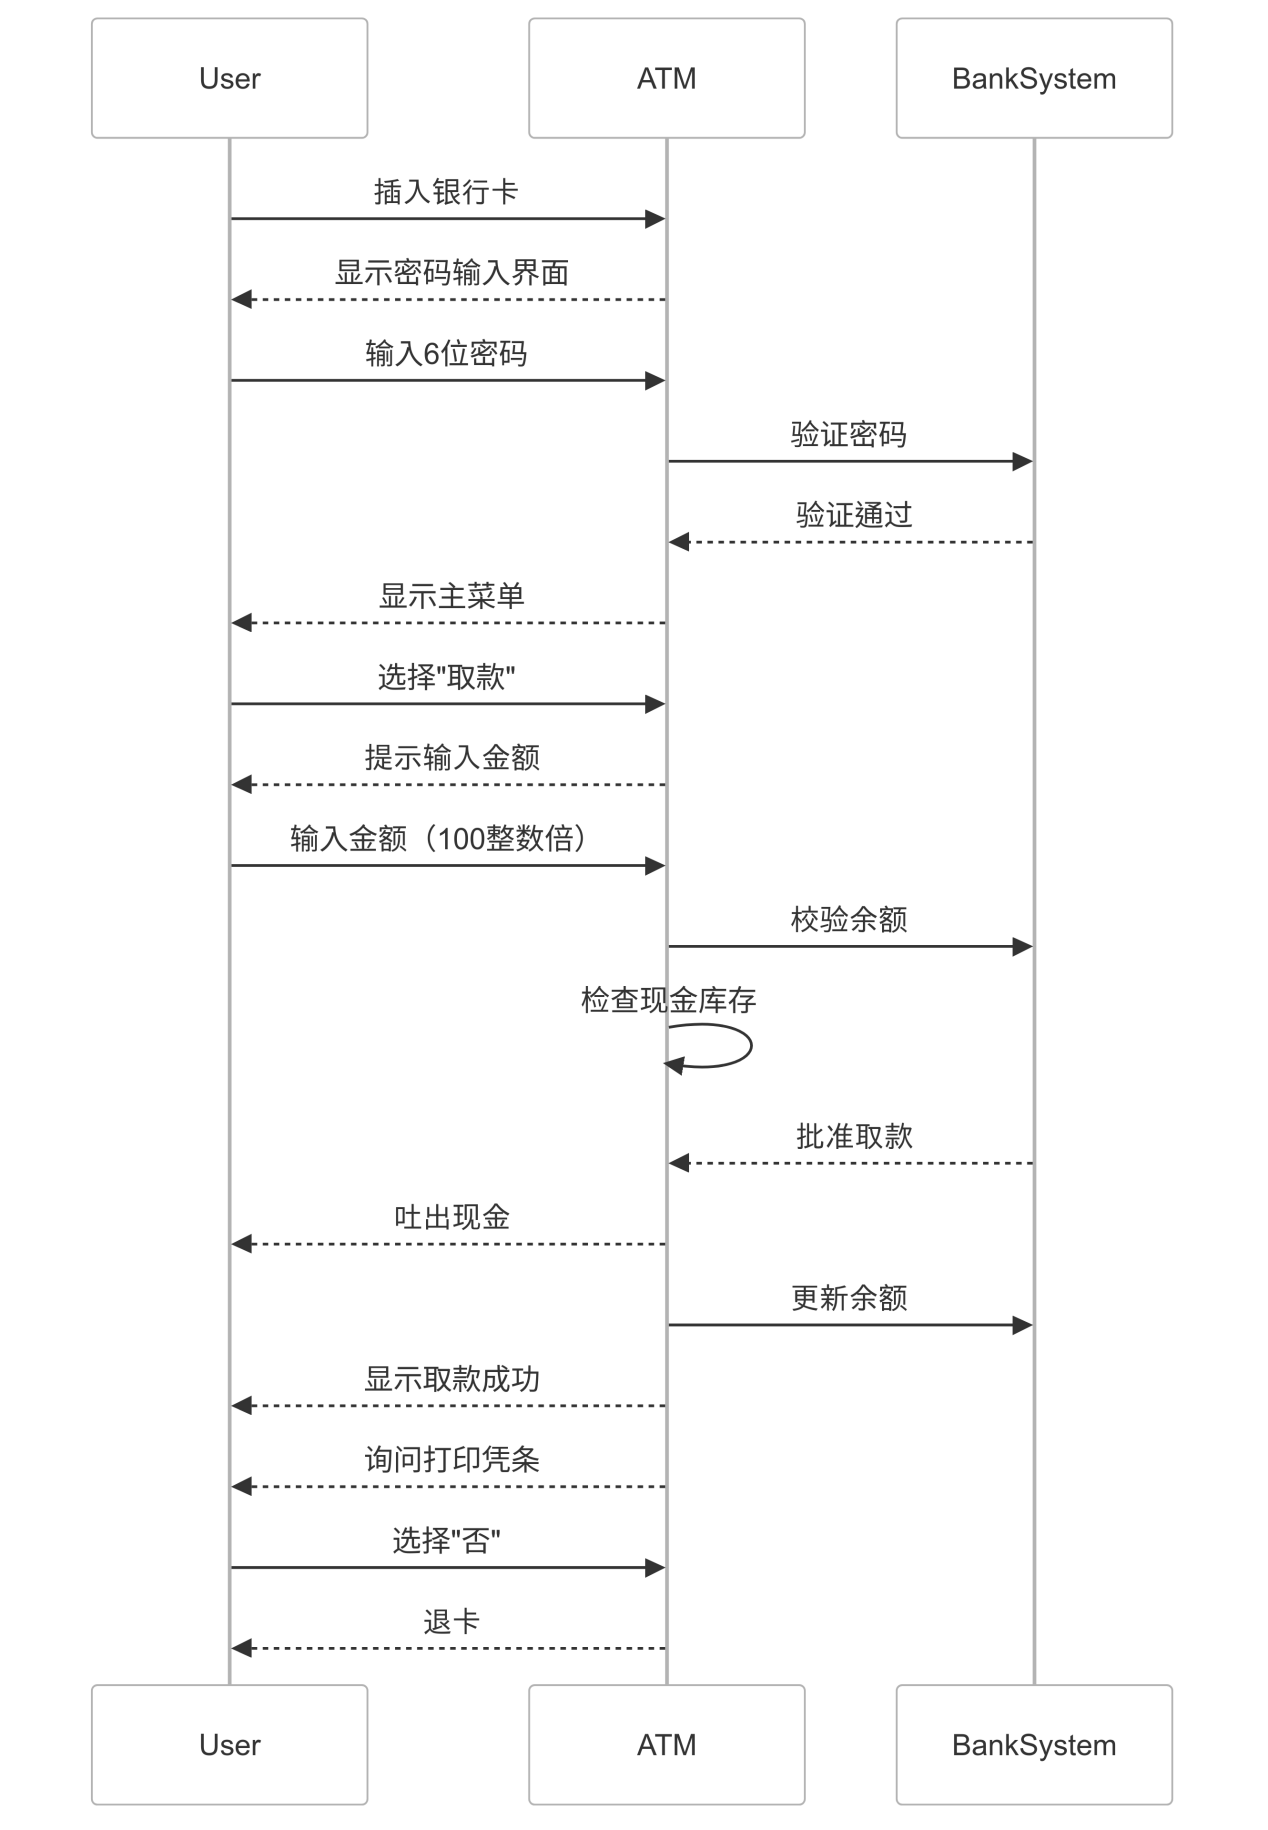 User
ATM
BankSystem
插入银行卡
显示密码输入界面
输入6位密码
验证密码
验证通过
显示主菜单
选择"取款"
提示输入金额
输入金额（100整数倍）
校验余额
检查现金库存
批准取款
吐出现金
更新余额
显示取款成功
询问打印凭条
选择"否"
退卡
User
ATM
BankSystem